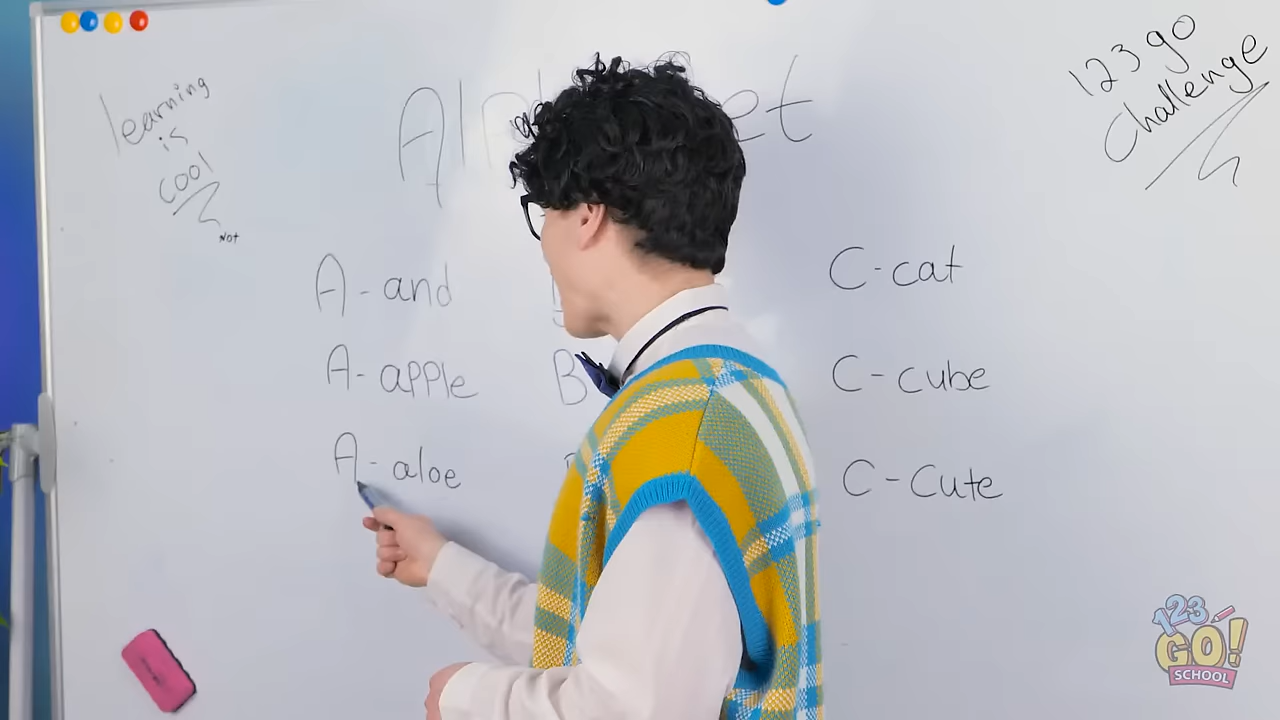 learning
is
cool
NOT
123 go
challenge
A - and
A - apple
A - aloe
B
C - cat
C - cube
C - cute
123
GO!
SCHOOL